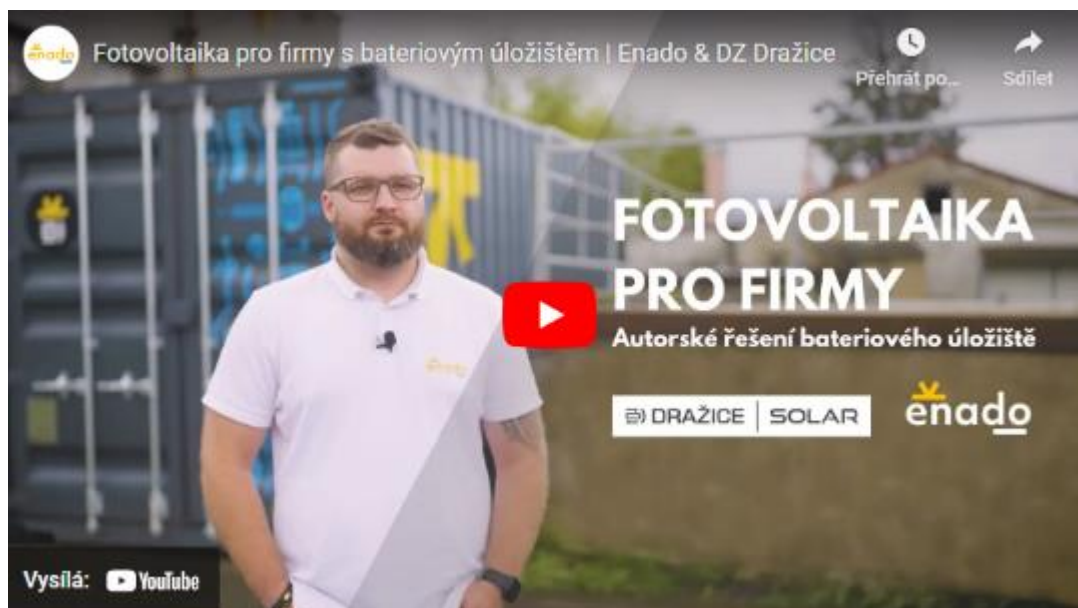 enado
Fotovoltaika pro firmy s bateriovým úložištěm | Enado & DZ Dražice
Přehrát po...
Sdílet
FOTOVOLTAIKA
PRO FIRMY
Autorské řešení bateriového úložiště
DRAŽICE | SOLAR
enado
enado
Vysílá: YouTube